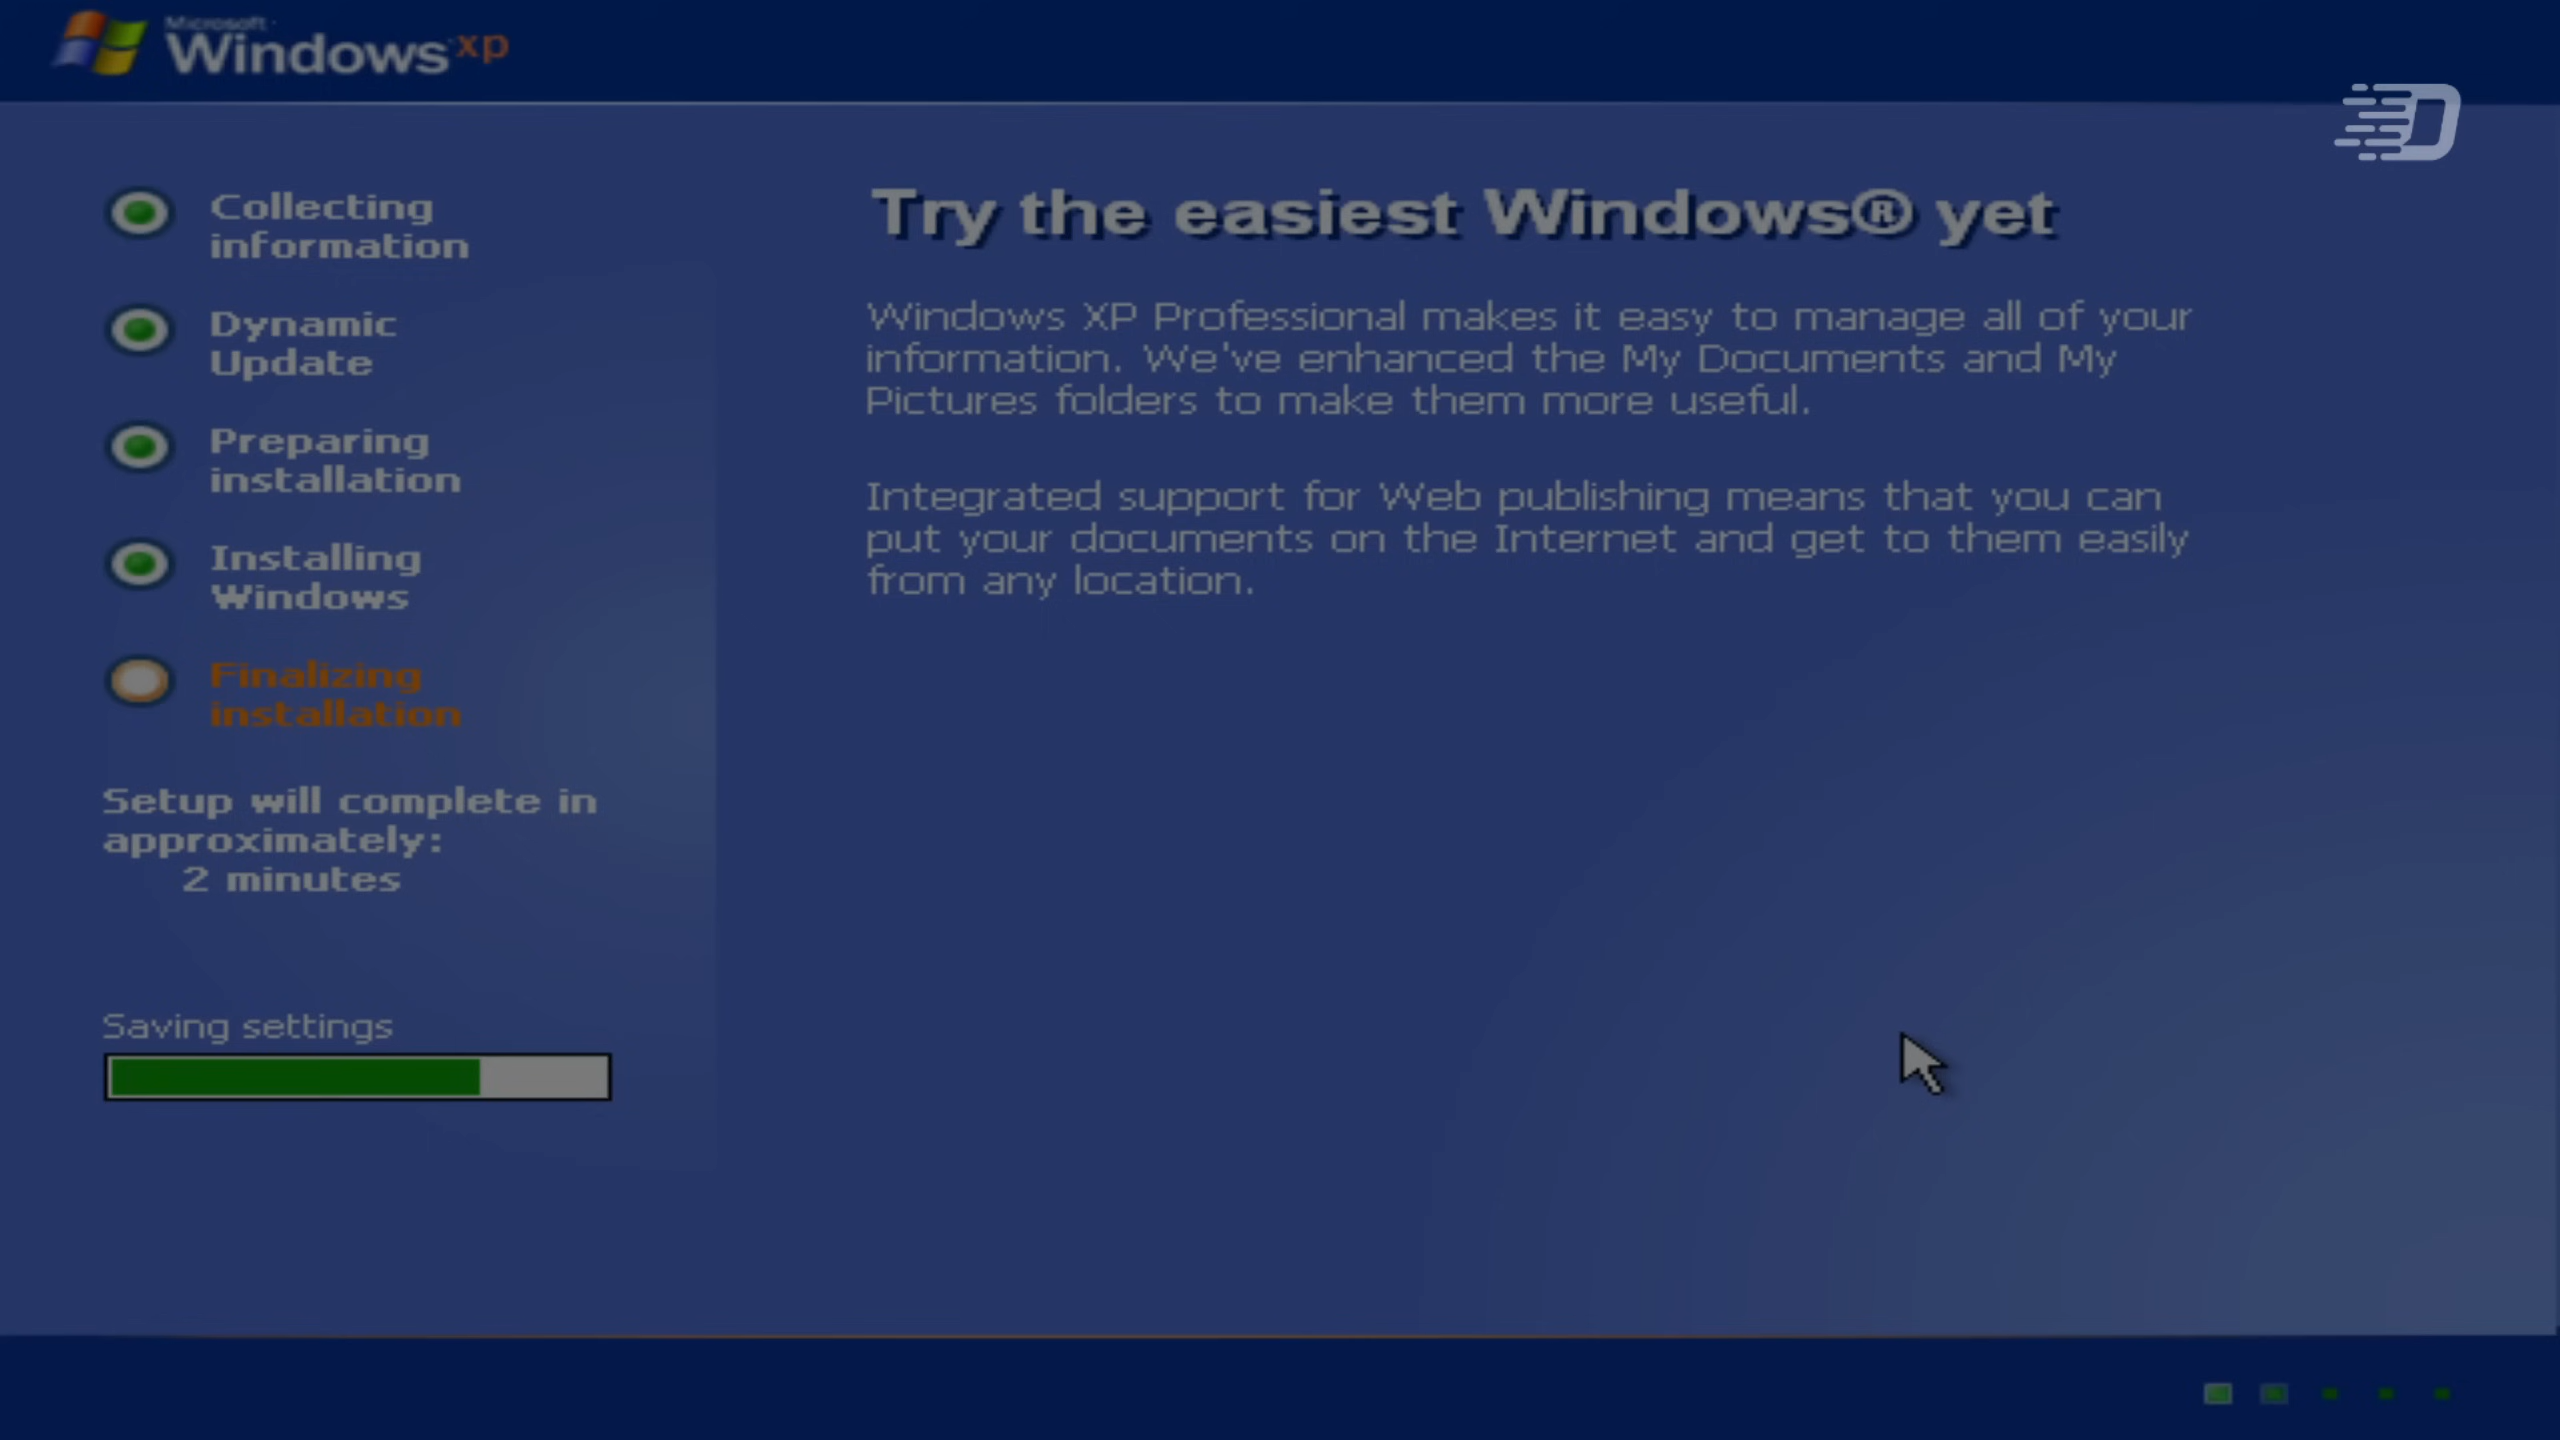 Microsoft
Windows xp
Collecting
information
Dynamic
Update
Preparing
installation
Installing
Windows
Finalizing
installation
Setup will complete in
approximately:
2 minutes
Saving settings
Try the easiest Windows® yet
Windows XP Professional makes it easy to manage all of your
information. We've enhanced the My Documents and My
Pictures folders to make them more useful.
Integrated support for Web publishing means that you can
put your documents on the Internet and get to them easily
from any location.
D